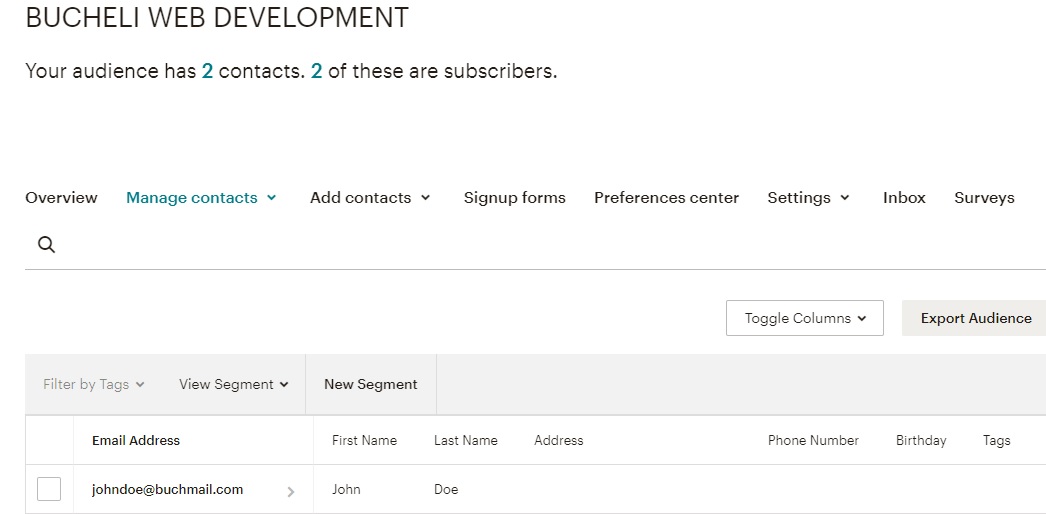 BUCHELI WEB DEVELOPMENT
Your audience has 2 contacts. 2 of these are subscribers.
Overview Manage contacts Add contacts Signup forms Preferences center Settings Inbox Surveys
Toggle Columns Export Audience
Filter by Tags View Segment New Segment
Email Address First Name Last Name Address Phone Number Birthday Tags
johndoe@buchmail.com John Doe